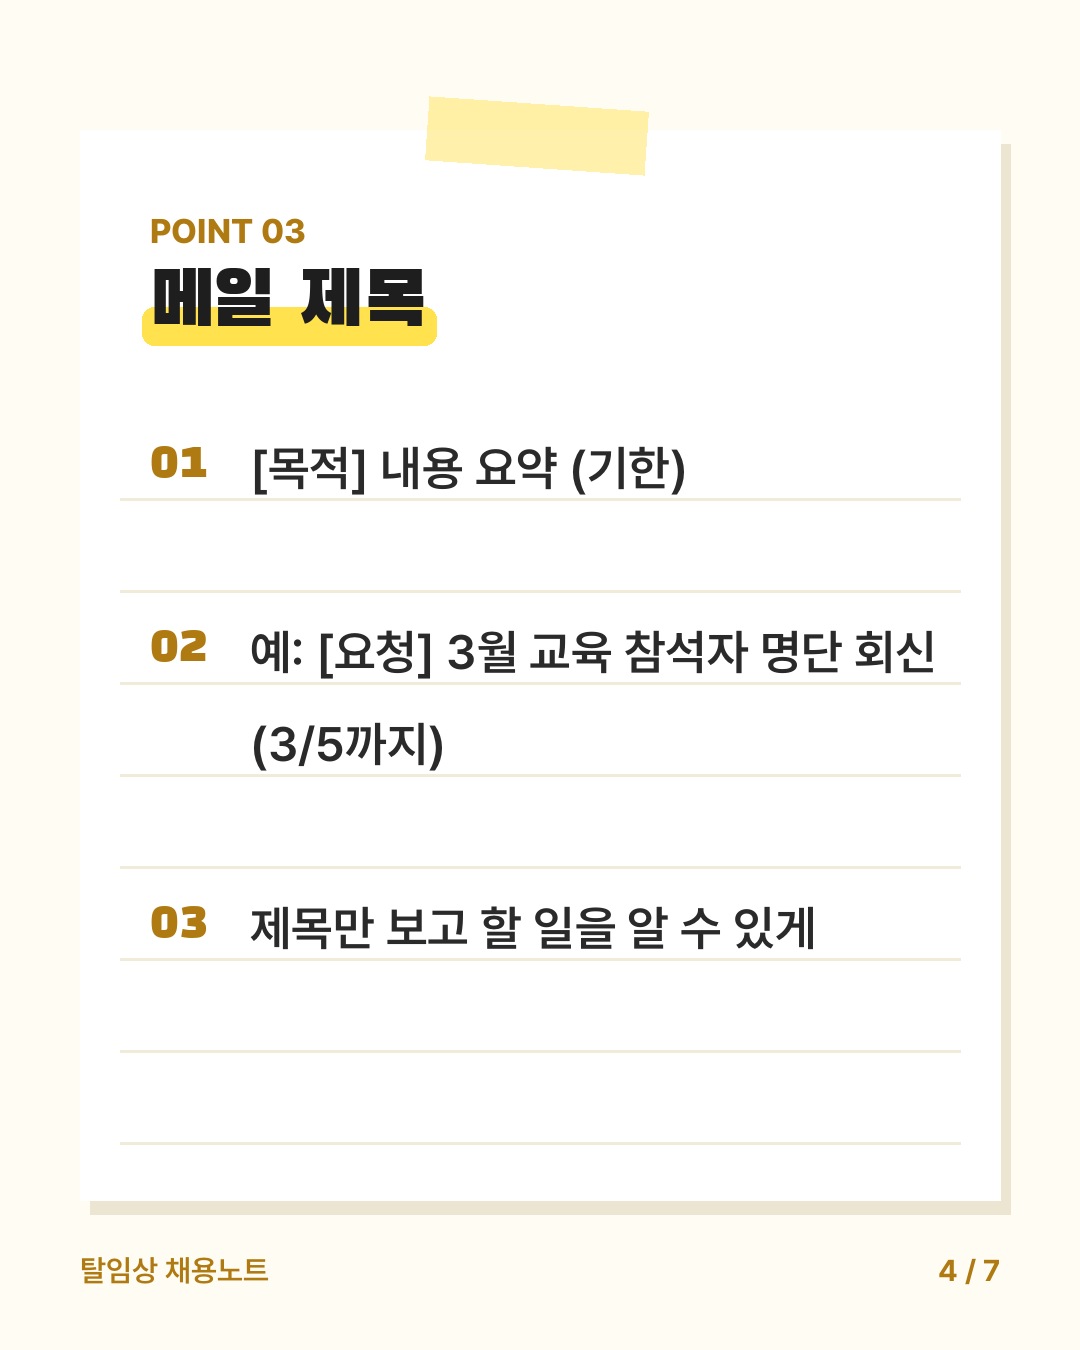 POINT 03
메일 제목
01 [목적] 내용 요약 (기한)
02 예: [요청] 3월 교육 참석자 명단 회신
(3/5까지)
03 제목만 보고 할 일을 알 수 있게
탈임상 채용노트
4 / 7